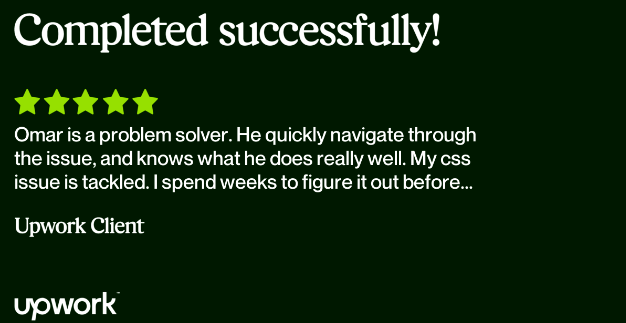 Completed successfully!
Omar is a problem solver. He quickly navigate through
the issue, and knows what he does really well. My css
issue is tackled. I spend weeks to figure it out before...
Upwork Client
upwork